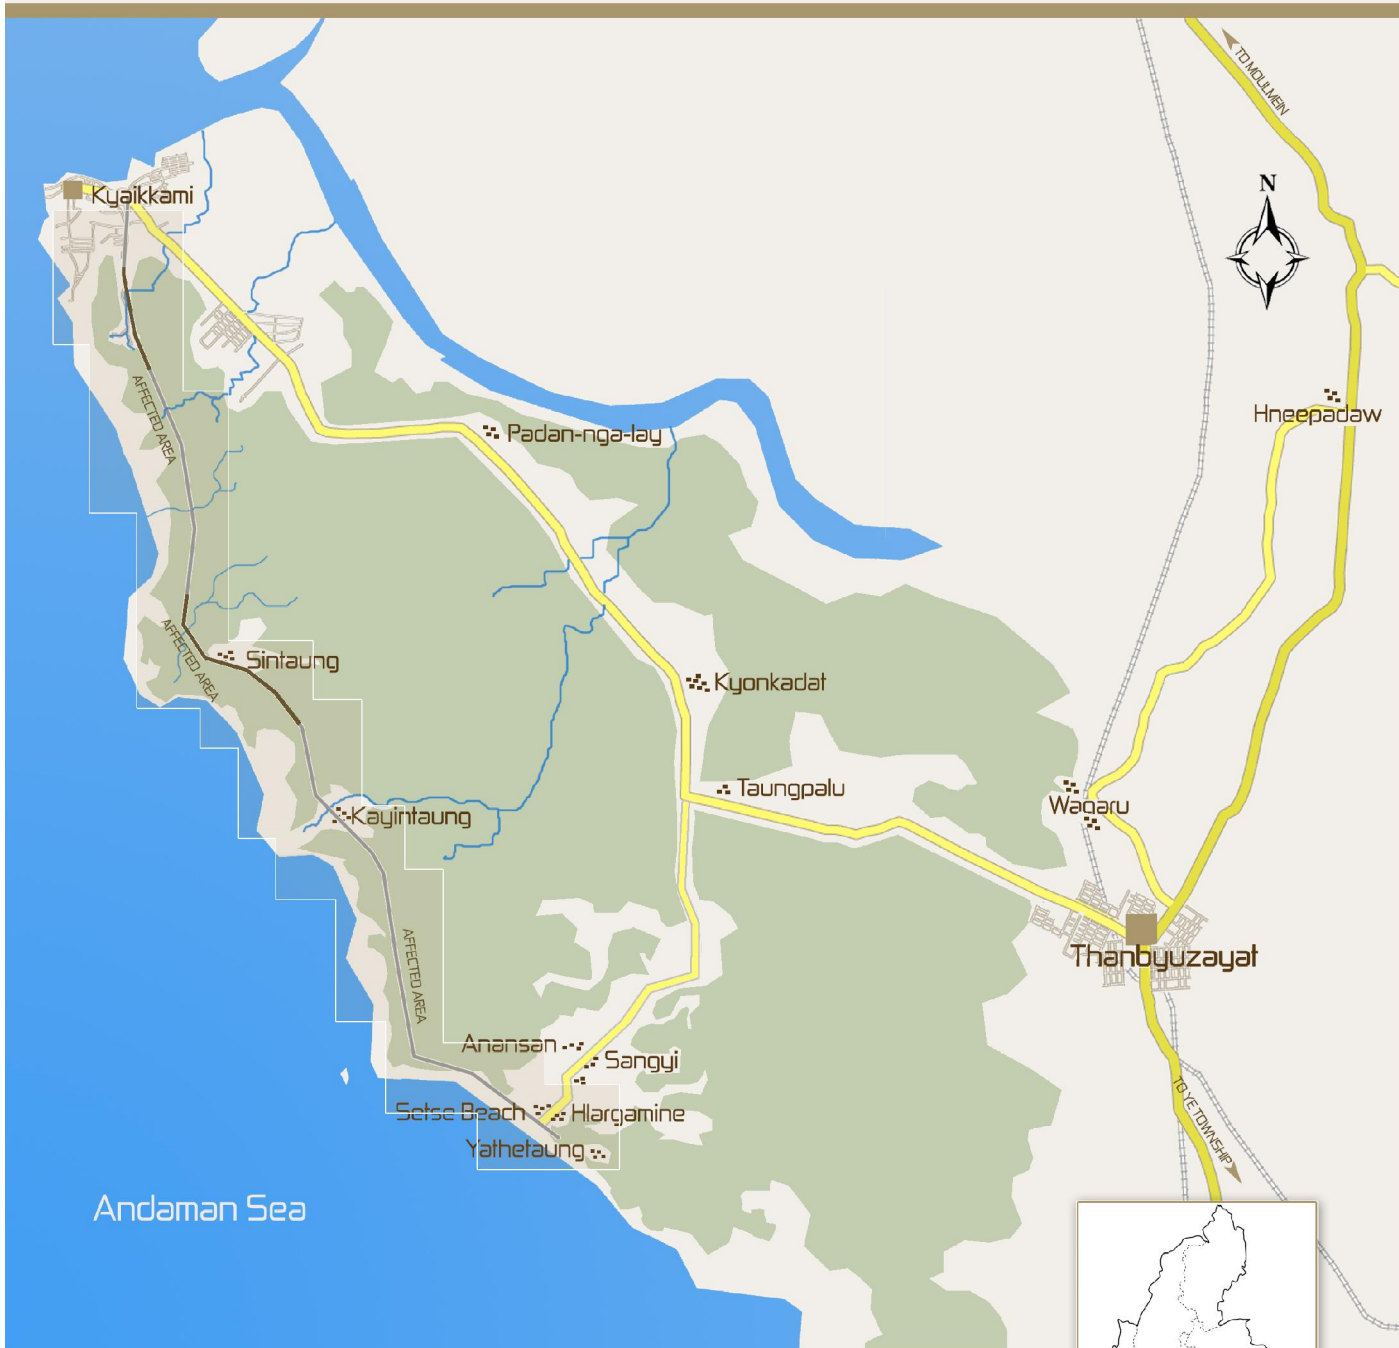 TO MOULMEIN
N
Kyaikkami
AFFECTED AREA
Hneepadaw
Padan-nga-lay
AFFECTED AREA
Sintaung
Kyonkadat
Taungpalu
Wagaru
Kayintaung
Thanbyuzayat
AFFECTED AREA
Anansan
Sangyi
Setse Beach
Hlargamine
Yathetaung
TO YE TOWNSHIP
Andaman Sea